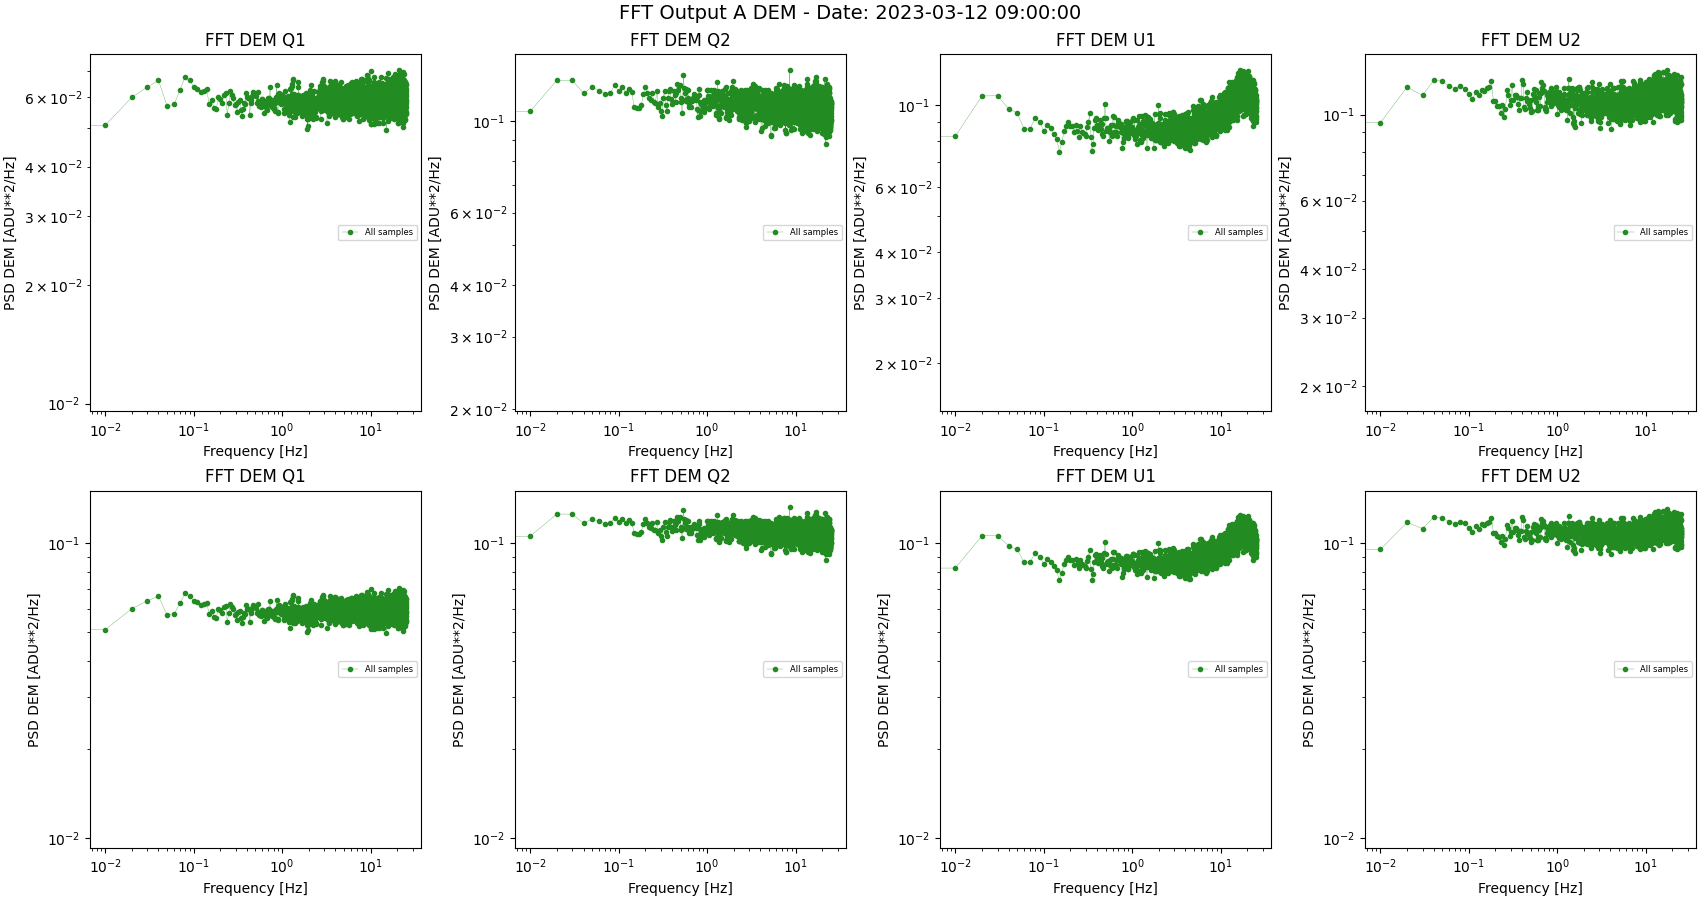 FFT Output A DEM - Date: 2023-03-12 09:00:00
FFT DEM Q1
PSD DEM [ADU**2/Hz]
6 × 10⁻²
4 × 10⁻²
3 × 10⁻²
2 × 10⁻²
10⁻²
All samples
10⁻² 10⁻¹ 10⁰ 10¹
Frequency [Hz]
FFT DEM Q2
PSD DEM [ADU**2/Hz]
10⁻¹
6 × 10⁻²
4 × 10⁻²
3 × 10⁻²
2 × 10⁻²
All samples
10⁻² 10⁻¹ 10⁰ 10¹
Frequency [Hz]
FFT DEM U1
PSD DEM [ADU**2/Hz]
10⁻¹
6 × 10⁻²
4 × 10⁻²
3 × 10⁻²
2 × 10⁻²
All samples
10⁻² 10⁻¹ 10⁰ 10¹
Frequency [Hz]
FFT DEM U2
PSD DEM [ADU**2/Hz]
10⁻¹
6 × 10⁻²
4 × 10⁻²
3 × 10⁻²
2 × 10⁻²
All samples
10⁻² 10⁻¹ 10⁰ 10¹
Frequency [Hz]
FFT DEM Q1
PSD DEM [ADU**2/Hz]
10⁻¹
10⁻²
All samples
10⁻² 10⁻¹ 10⁰ 10¹
Frequency [Hz]
FFT DEM Q2
PSD DEM [ADU**2/Hz]
10⁻¹
10⁻²
All samples
10⁻² 10⁻¹ 10⁰ 10¹
Frequency [Hz]
FFT DEM U1
PSD DEM [ADU**2/Hz]
10⁻¹
10⁻²
All samples
10⁻² 10⁻¹ 10⁰ 10¹
Frequency [Hz]
FFT DEM U2
PSD DEM [ADU**2/Hz]
10⁻¹
10⁻²
All samples
10⁻² 10⁻¹ 10⁰ 10¹
Frequency [Hz]